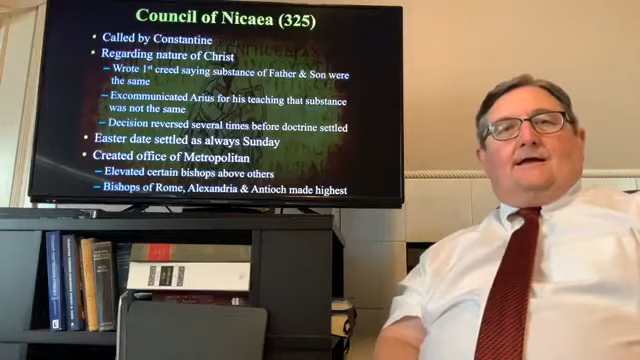 Council of Nicaea (325)
• Called by Constantine
• Regarding nature of Christ
– Wrote 1st creed saying substance of Father & Son were
the same
– Excommunicated Arius for his teaching that substance
was not the same
– Decision reversed several times before doctrine settled
• Easter date settled as always Sunday
• Created office of Metropolitan
– Elevated certain bishops above others
– Bishops of Rome, Alexandria & Antioch made highest